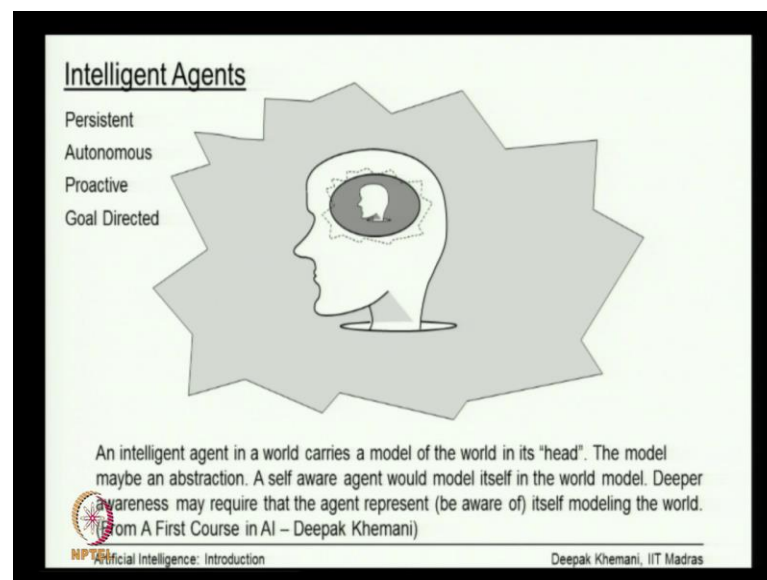 Intelligent Agents
Persistent
Autonomous
Proactive
Goal Directed
An intelligent agent in a world carries a model of the world in its “head”. The model
maybe an abstraction. A self aware agent would model itself in the world model. Deeper
awareness may require that the agent represent (be aware of) itself modeling the world.
(From A First Course in AI – Deepak Khemani)
NPTEL
Artificial Intelligence: Introduction
Deepak Khemani, IIT Madras